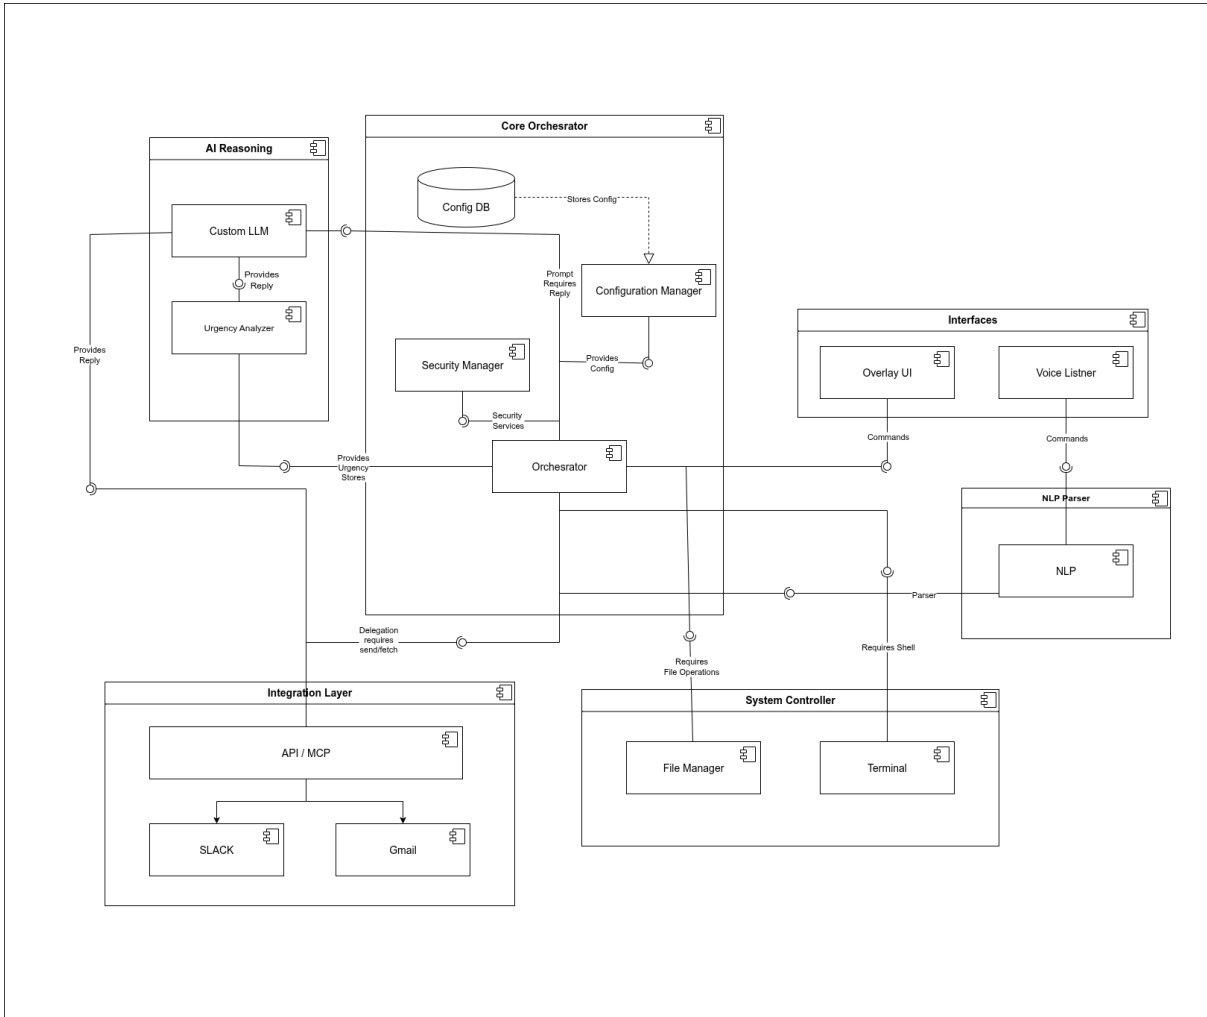 Core Orchesrator
AI Reasoning
Config DB
Stores Config
Custom LLM
Provides
Reply
Prompt
Requires
Reply
Configuration Manager
Urgency Analyzer
Interfaces
Provides
Reply
Security Manager
Provides
Config
Overlay UI
Voice Listner
Security
Services
Commands
Commands
Provides
Urgency
Stores
Orchesrator
NLP Parser
NLP
Parser
Delegation
requires
send/fetch
Requires
File Operations
Requires Shell
Integration Layer
System Controller
API / MCP
File Manager
Terminal
SLACK
Gmail